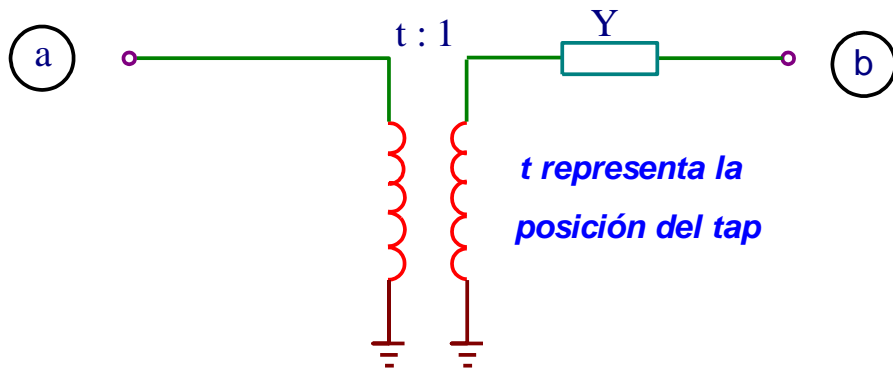 t : 1
Y
a
b
t representa la
posición del tap